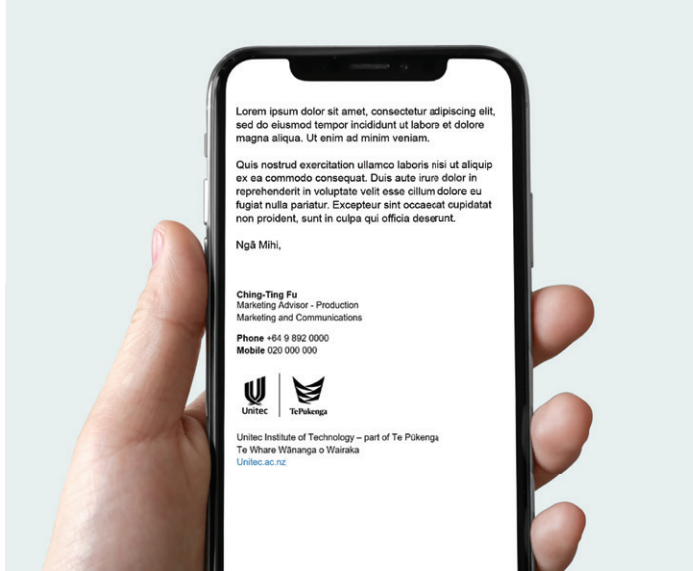 Lorem ipsum dolor sit amet, consectetur adipiscing elit,
sed do eiusmod tempor incididunt ut labore et dolore
magna aliqua. Ut enim ad minim veniam.
Quis nostrud exercitation ullamco laboris nisi ut aliquip
ex ea commodo consequat. Duis aute irure dolor in
reprehenderit in voluptate velit esse cillum dolore eu
fugiat nulla pariatur. Excepteur sint occaecat cupidatat
non proident, sunt in culpa qui officia deserunt.
Ngā Mihi,
Ching-Ting Fu
Marketing Advisor - Production
Marketing and Communications
Phone +64 9 892 0000
Mobile 020 000 000
Unitec TePūkenga
Unitec Institute of Technology – part of Te Pūkenga
Te Whare Wānanga o Wairaka
Unitec.ac.nz